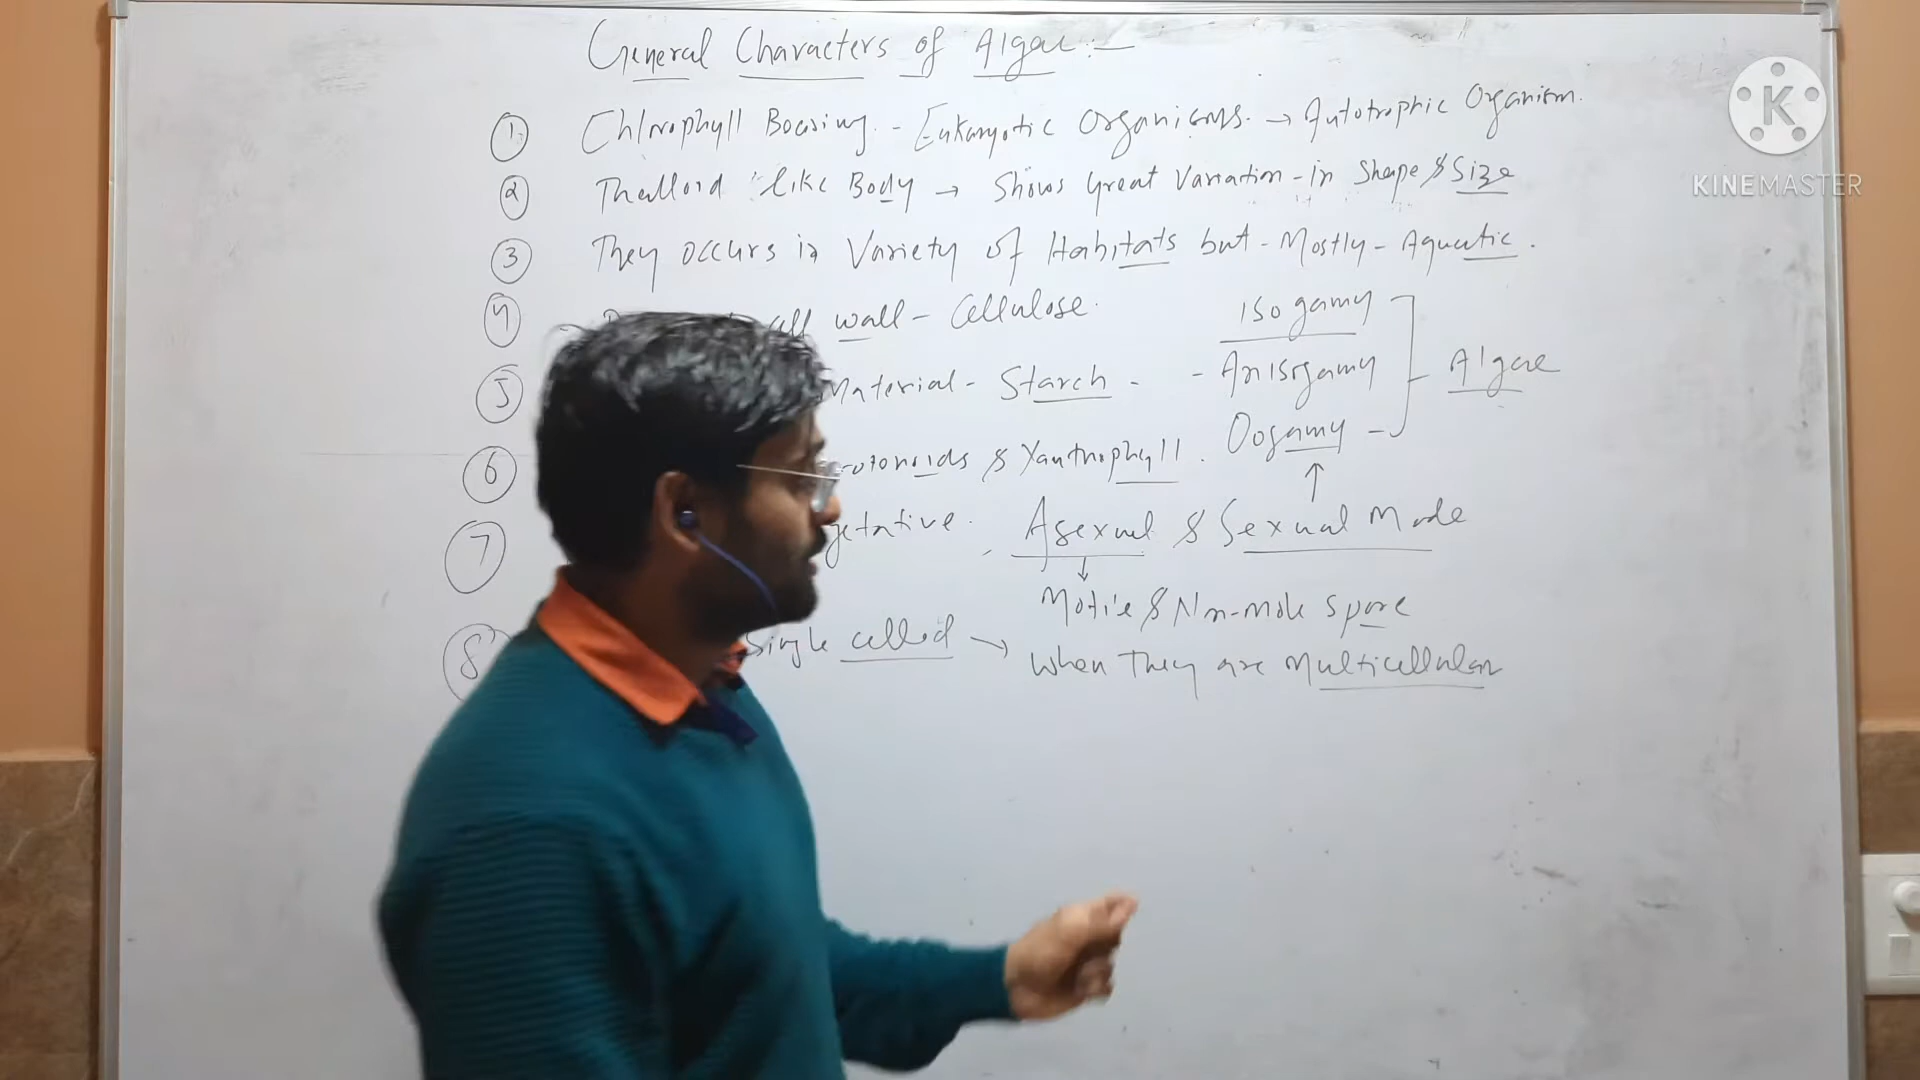 General Characters of Algae :-
① Chlorophyll Bearing - Eukaryotic Organisms. → Autotrophic Organism.
② Thalloid like Body → Shows Great Variation - in Shape & Size
③ They occurs in Variety of Habitats but - Mostly - Aquatic .
④ cell wall - Cellulose.
⑤ Material - Starch -
⑥ & Xanthophyll .
⑦ Asexual & Sexual Mode
Isogamy
- Anisogamy
Oogamy
- Algae
↑
↓
Motile & Non-motile spore
⑧ Single celled → When They are Multicellular
K
KINEMASTER